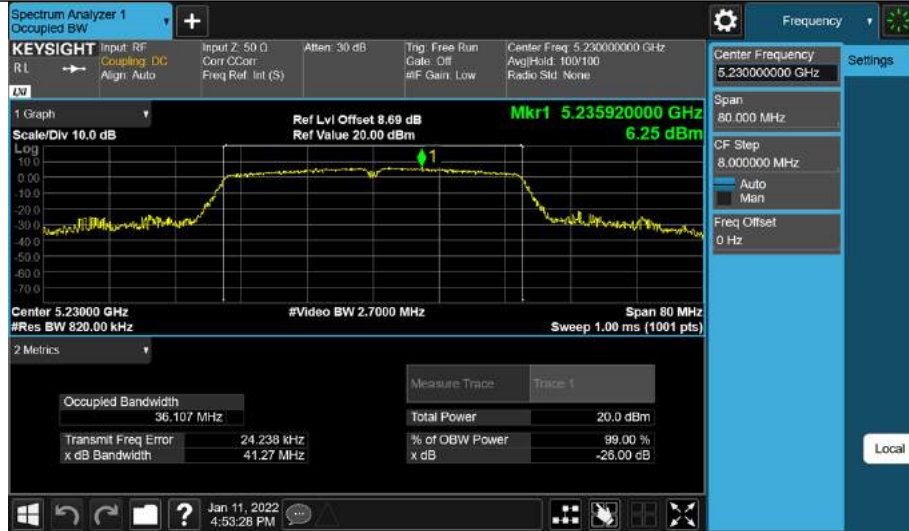 Spectrum Analyzer 1
Occupied BW
+
Frequency
KEYSIGHT
RL
LXI
Input: RF
Coupling: DC
Align: Auto
Input Z: 50 Ω
Corr CCorr
Freq Ref: Int (S)
Atten: 30 dB
Trig: Free Run
Gate: Off
#IF Gain: Low
Center Freq: 5.230000000 GHz
Avg|Hold: 100/100
Radio Std: None
Center Frequency
5.230000000 GHz
Settings
Span
80.000 MHz
CF Step
8.000000 MHz
Auto
Man
Freq Offset
0 Hz
1 Graph
Scale/Div 10.0 dB
Ref Lvl Offset 8.69 dB
Ref Value 20.00 dBm
Mkr1 5.235920000 GHz
6.25 dBm
Log
10.0
0.00
-10.0
-20.0
-30.0
-40.0
-50.0
-60.0
-70.0
1
Center 5.23000 GHz
#Res BW 820.00 kHz
#Video BW 2.7000 MHz
Span 80 MHz
Sweep 1.00 ms (1001 pts)
2 Metrics
Measure Trace
Trace 1
Occupied Bandwidth
36.107 MHz
Total Power 20.0 dBm
Transmit Freq Error 24.238 kHz
% of OBW Power 99.00 %
x dB Bandwidth 41.27 MHz
x dB -26.00 dB
Local
?
Jan 11, 2022
4:53:28 PM